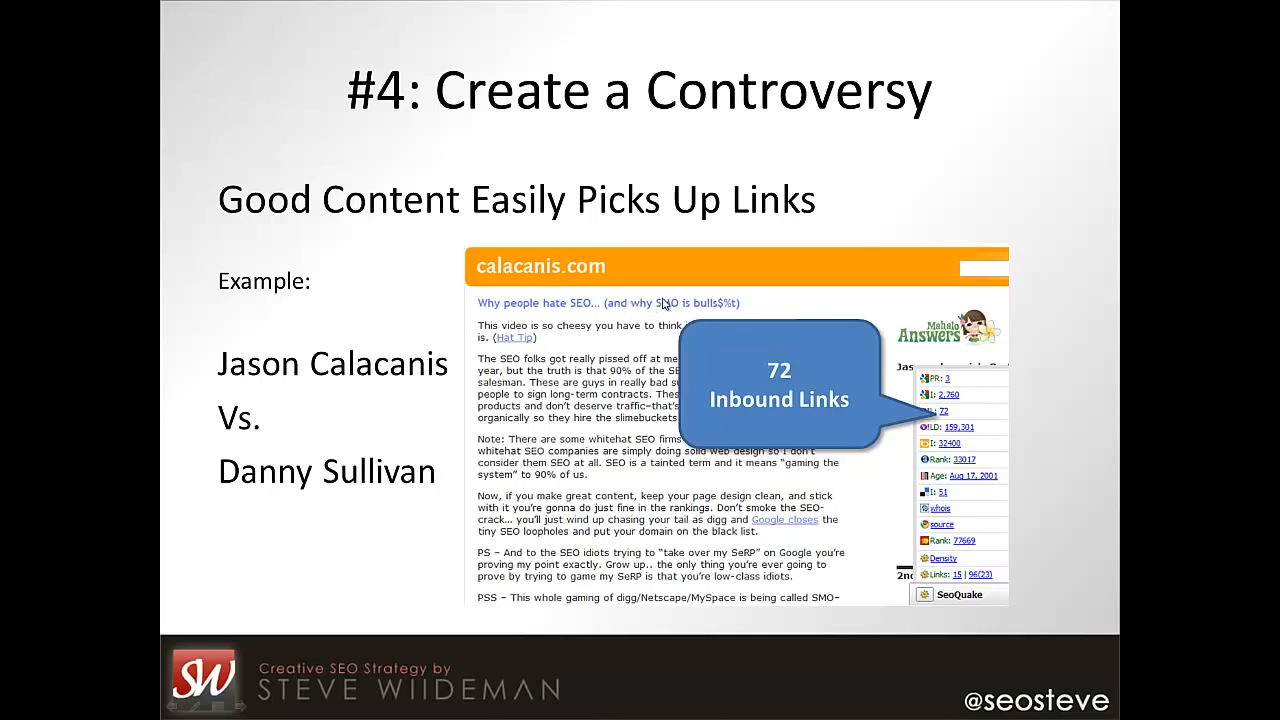 #4: Create a Controversy
Good Content Easily Picks Up Links
Example:
Jason Calacanis
Vs.
Danny Sullivan
calacanis.com
Why people hate SEO... (and why SMO is bulls$%t)
This video is so cheesy you have to think
is. (Hat Tip)
The SEO folks got really pissed off at me
year, but the truth is that 90% of the SE
salesman. These are guys in really bad su
people to sign long-term contracts. Thes
products and don't deserve traffic–that's
organically so they hire the slimebuckets
Note: There are some whitehat SEO firms
whitehat SEO companies are simply doing solid web design so I don't
consider them SEO at all. SEO is a tainted term and it means "gaming the
system" to 90% of us.
Now, if you make great content, keep your page design clean, and stick
with it you're gonna do just fine in the rankings. Don't smoke the SEO-
crack... you'll just wind up chasing your tail as digg and Google closes the
tiny SEO loopholes and put your domain on the black list.
PS – And to the SEO idiots trying to "take over my SeRP" on Google you're
proving my point exactly. Grow up.. the only thing you're ever going to
prove by trying to game my SeRP is that you're low-class idiots.
PSS – This whole gaming of digg/Netscape/MySpace is being called SMO–
72
Inbound Links
Mahalo
Answers
PR: 3
I: 2,760
L: 72
LD: 159,301
I: 32400
Rank: 33017
Age: Aug 17, 2001
I: 51
whois
source
Rank: 77669
Density
Links: 15 | 96(23)
2nd
SeoQuake
SW
Creative SEO Strategy by
STEVE WIIDEMAN
@seosteve